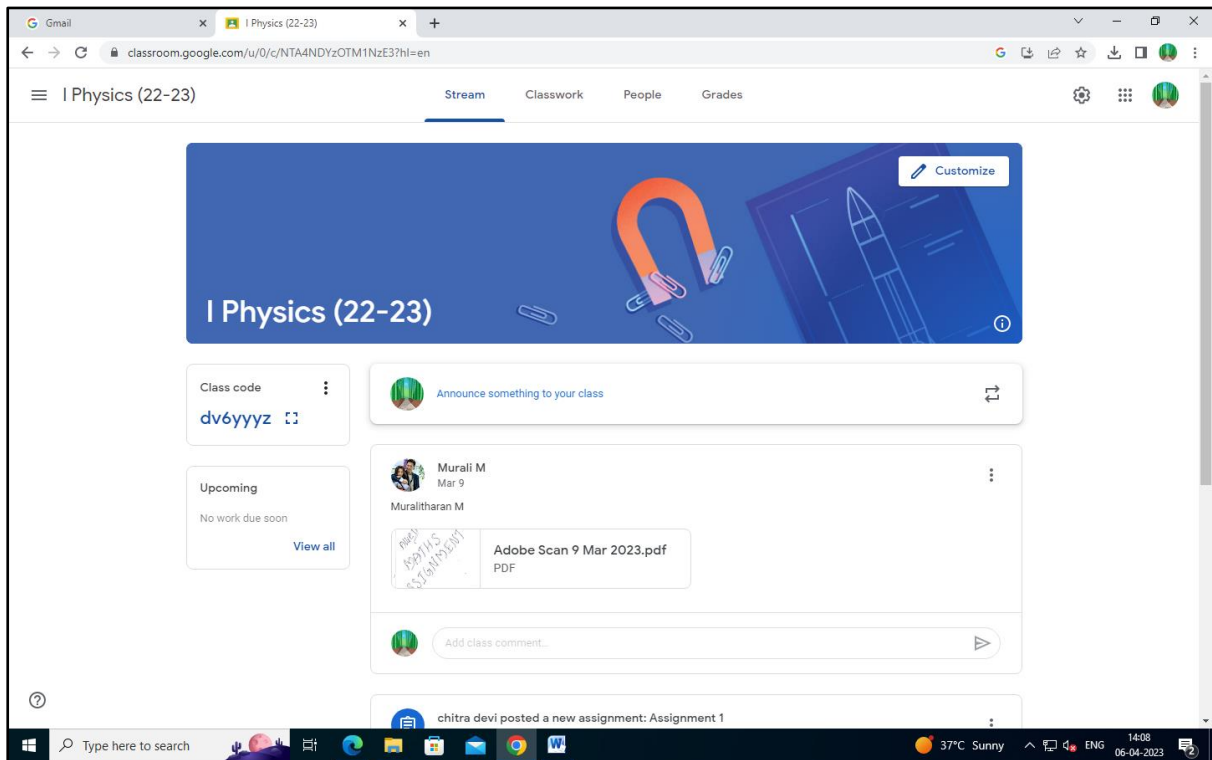 Gmail
I Physics (22-23)
classroom.google.com/u/0/c/NTA4NDYzOTM1NzE3?hl=en
I Physics (22-23)
Stream
Classwork
People
Grades
Customize
I Physics (22-23)
Class code
dv6yyyz
Announce something to your class
Upcoming
No work due soon
View all
Murali M
Mar 9
Muralitharan M
MATHS
ASSIGNMENT
Adobe Scan 9 Mar 2023.pdf
PDF
Add class comment...
chitra devi posted a new assignment: Assignment 1
Type here to search
37°C Sunny
ENG
14:08
06-04-2023
2